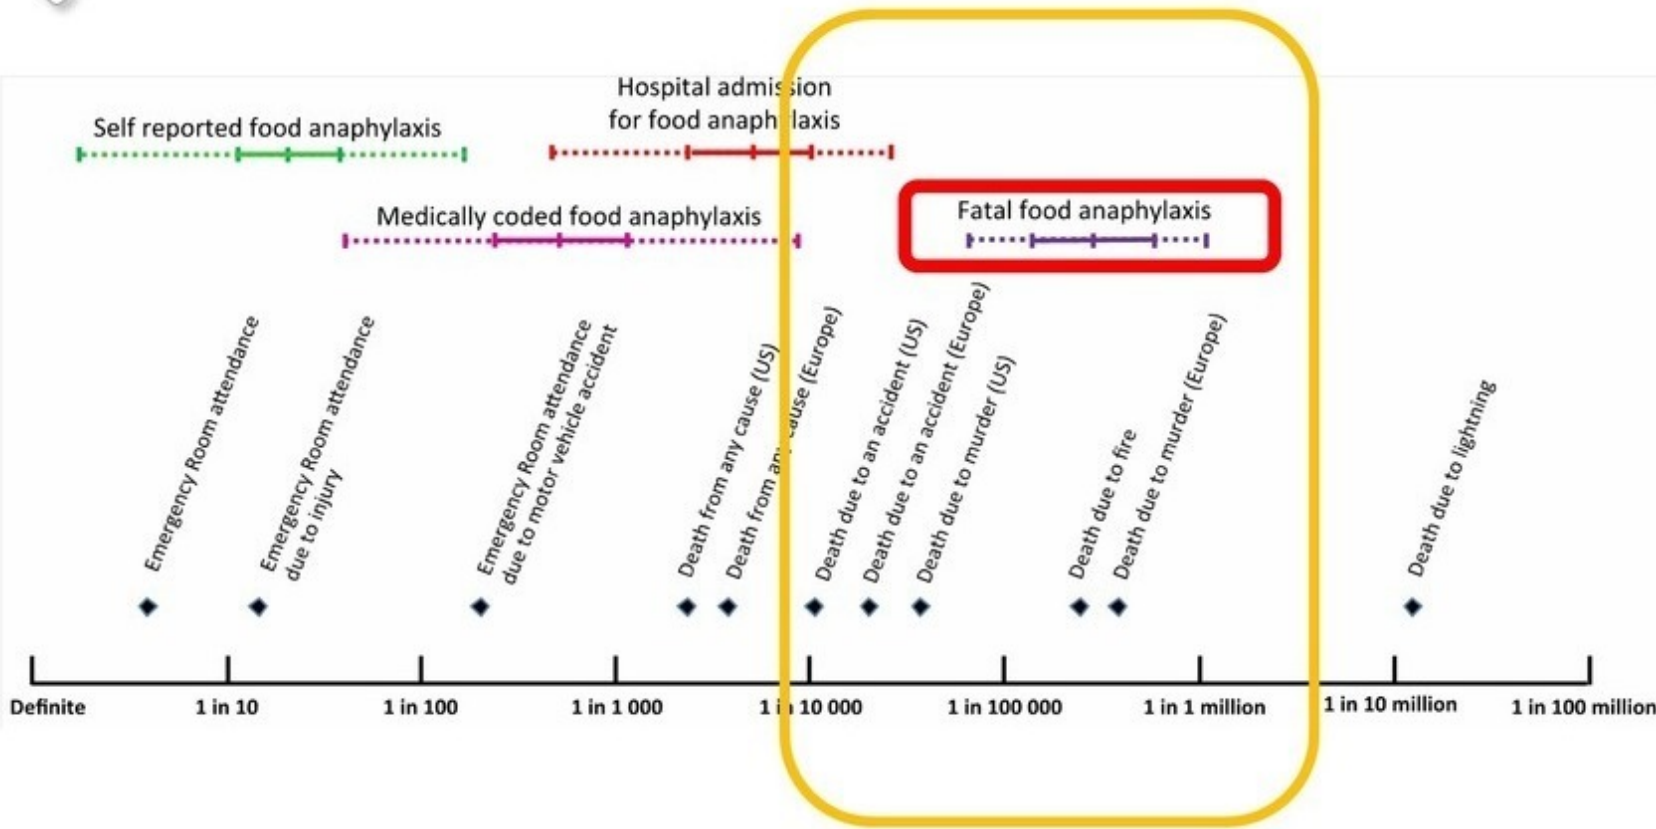 Hospital admission
for food anaphylaxis
Self reported food anaphylaxis
Medically coded food anaphylaxis
Fatal food anaphylaxis
Emergency Room attendance
Emergency Room attendance
due to injury
Emergency Room attendance
due to motor vehicle accident
Death from any cause (US)
Death from any cause (Europe)
Death due to an accident (US)
Death due to an accident (Europe)
Death due to murder (US)
Death due to fire
Death due to murder (Europe)
Death due to lightning
Definite
1 in 10
1 in 100
1 in 1 000
1 in 10 000
1 in 100 000
1 in 1 million
1 in 10 million
1 in 100 million